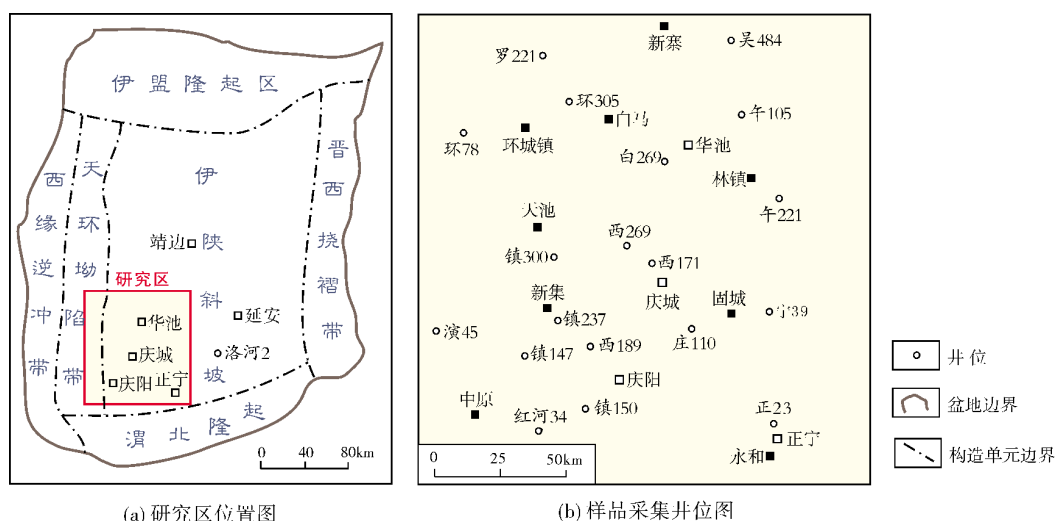 伊盟隆起区
西缘逆冲带
天环坳陷带
伊陕斜坡
晋西挠褶带
渭北隆起
靖边
研究区
华池
延安
庆城
洛河2
庆阳
正宁
0 40 80km
(a) 研究区位置图
新寨
吴484
罗221
环305
白马
午105
环78
环城镇
华池
白269
林镇
午221
天池
西269
镇300
西171
庆城
新集
固城
宁39
镇237
演45
庄110
镇147
西189
庆阳
中原
镇150
红河34
正23
正宁
永和
0 25 50km
(b) 样品采集井位图
井位
盆地边界
构造单元边界